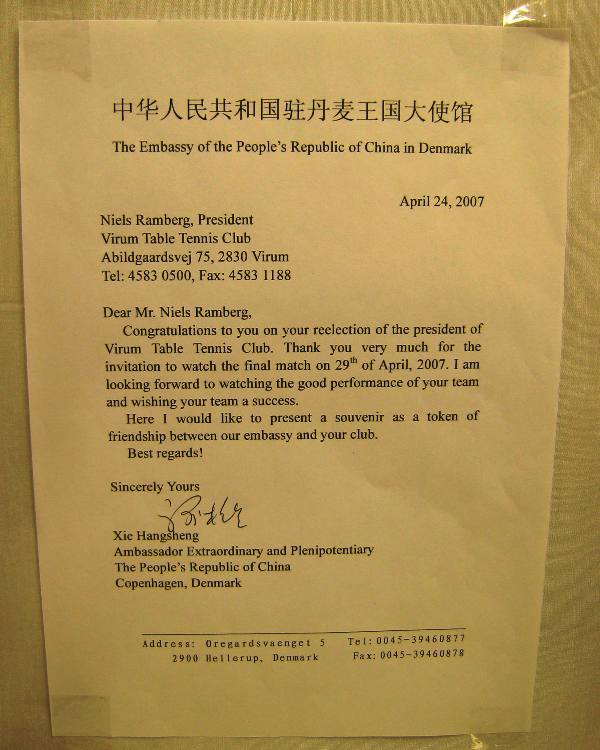 中华人民共和国驻丹麦王国大使馆
The Embassy of the People's Republic of China in Denmark
April 24, 2007
Niels Ramberg, President
Virum Table Tennis Club
Abildgaardsvej 75, 2830 Virum
Tel: 4583 0500, Fax: 4583 1188
Dear Mr. Niels Ramberg,
Congratulations to you on your reelection of the president of
Virum Table Tennis Club. Thank you very much for the
invitation to watch the final match on 29th of April, 2007. I am
looking forward to watching the good performance of your team
and wishing your team a success.
Here I would like to present a souvenir as a token of
friendship between our embassy and your club.
Best regards!
Sincerely Yours
Xie Hangsheng
Ambassador Extraordinary and Plenipotentiary
The People's Republic of China
Copenhagen, Denmark
Address: Oregardsvaenget 5 Tel: 0045-39460877
2900 Hellerup, Denmark Fax: 0045-39460878